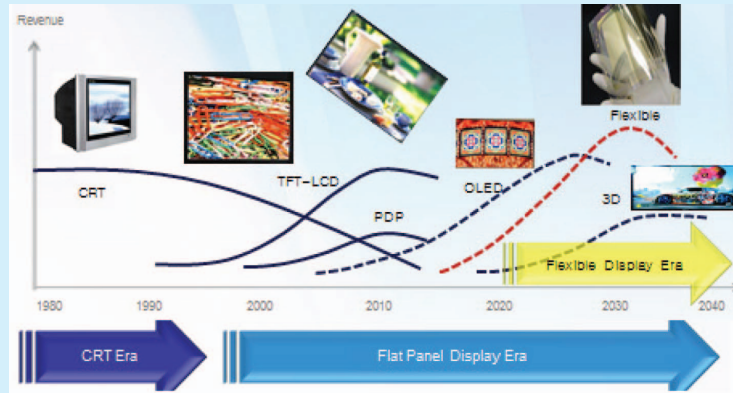 Revenue
Flexible
TFT-LCD
OLED
CRT
3D
PDP
Flexible Display Era
1980
1990
2000
2010
2020
2030
2040
CRT Era
Flat Panel Display Era